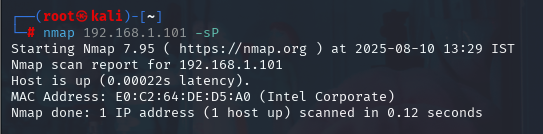 ┌──(root㉿kali)-[~]
└─# nmap 192.168.1.101 -sP
Starting Nmap 7.95 ( https://nmap.org ) at 2025-08-10 13:29 IST
Nmap scan report for 192.168.1.101
Host is up (0.00022s latency).
MAC Address: E0:C2:64:DE:D5:A0 (Intel Corporate)
Nmap done: 1 IP address (1 host up) scanned in 0.12 seconds